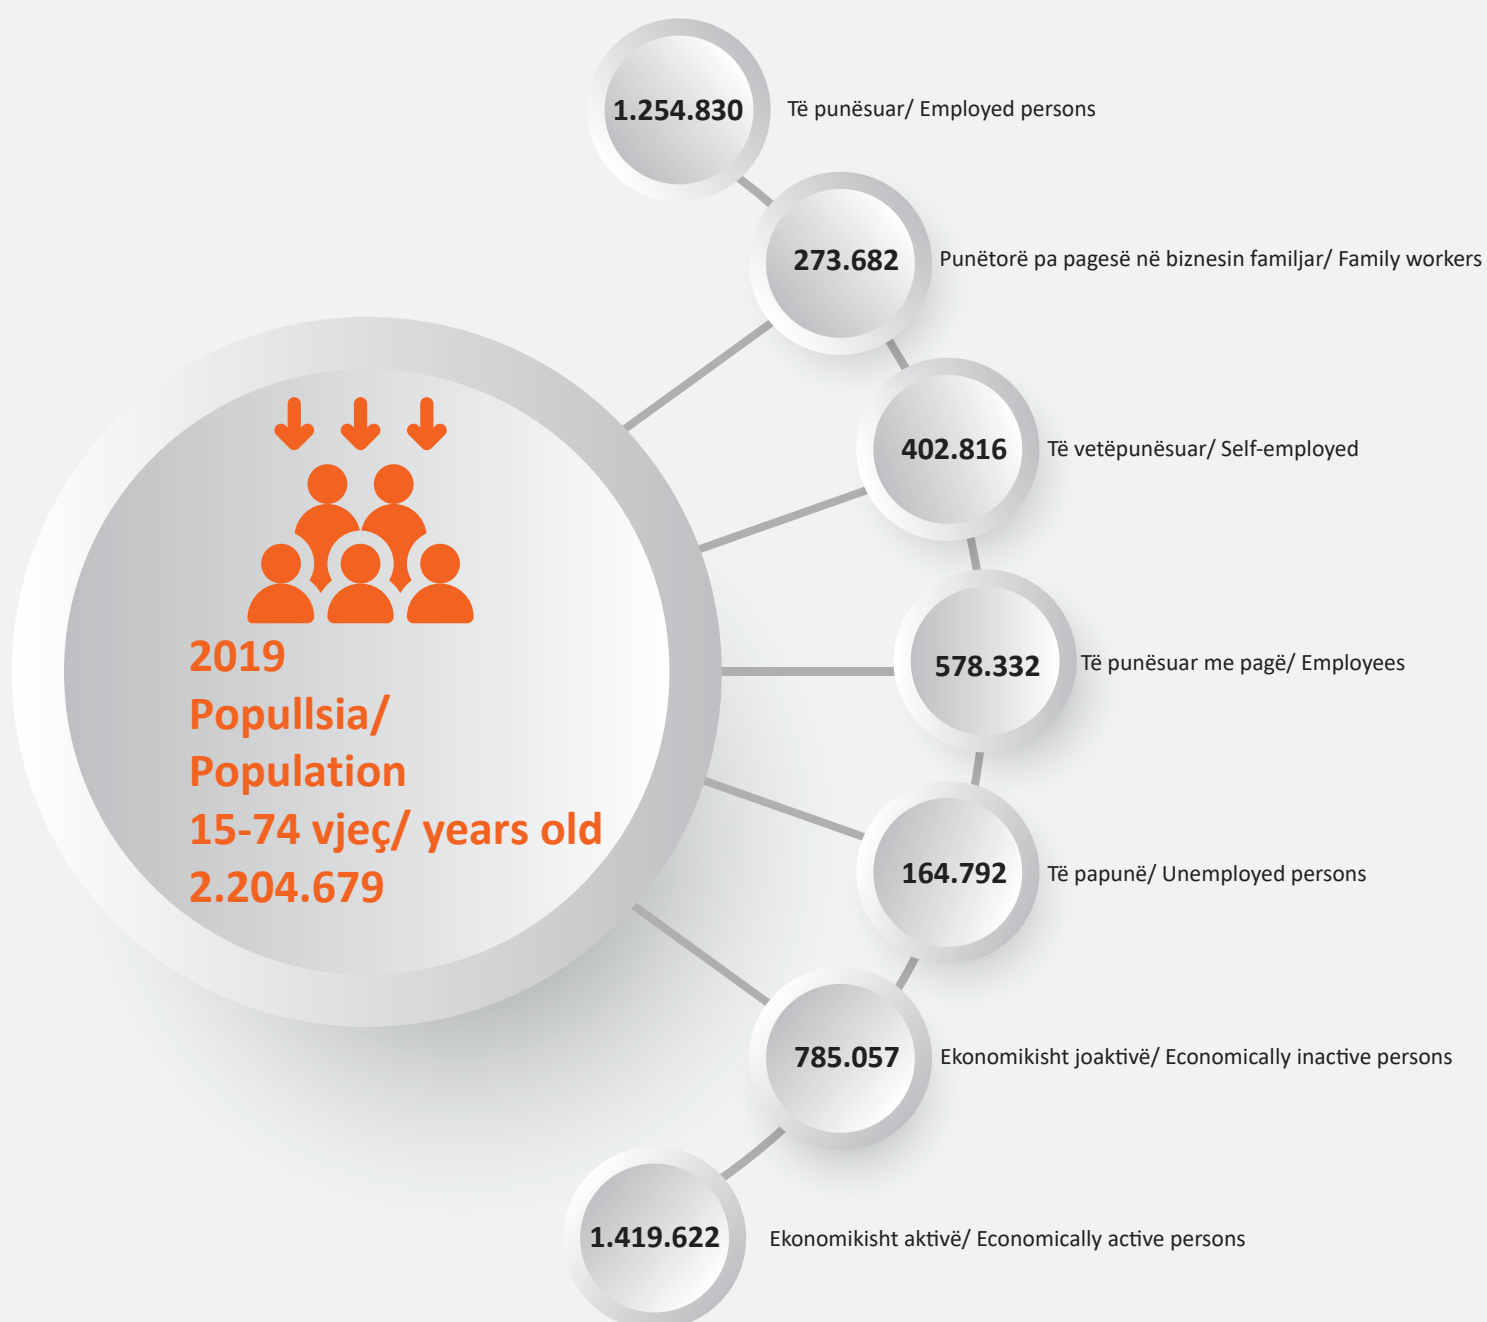 1.254.830 Të punësuar/ Employed persons
273.682 Punëtorë pa pagesë në biznesin familjar/ Family workers
402.816 Të vetëpunësuar/ Self-employed
578.332 Të punësuar me pagë/ Employees
164.792 Të papunë/ Unemployed persons
785.057 Ekonomikisht joaktivë/ Economically inactive persons
1.419.622 Ekonomikisht aktivë/ Economically active persons
2019
Popullsia/
Population
15-74 vjeç/ years old
2.204.679